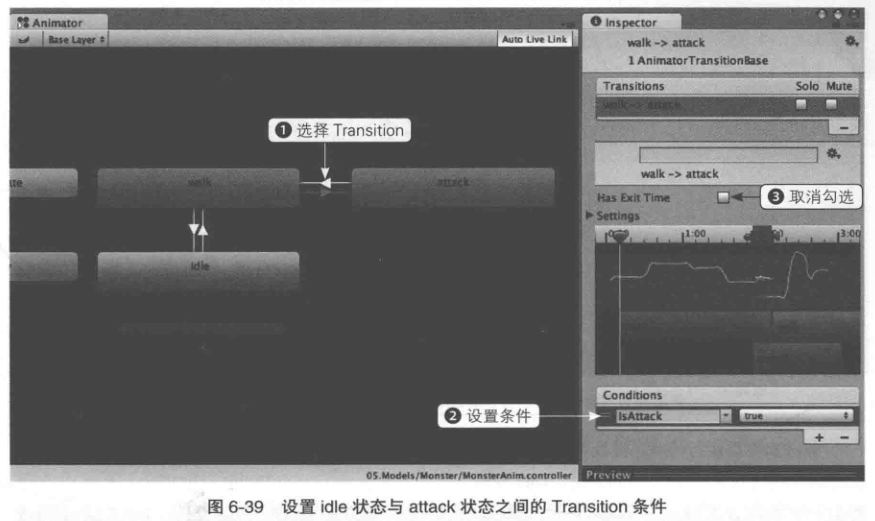 Animator
Base Layer
Auto Live Link
❶ 选择 Transition
walk
attack
Idle
❷ 设置条件
05.Models/Monster/MonsterAnim.controller
Inspector
walk -> attack
1 AnimatorTransitionBase
Transitions Solo Mute
walk -> attack
walk -> attack
Has Exit Time
❸ 取消勾选
Settings
1:00
3:00
Conditions
IsAttack true
+ -
Preview
图 6-39 设置 idle 状态与 attack 状态之间的 Transition 条件